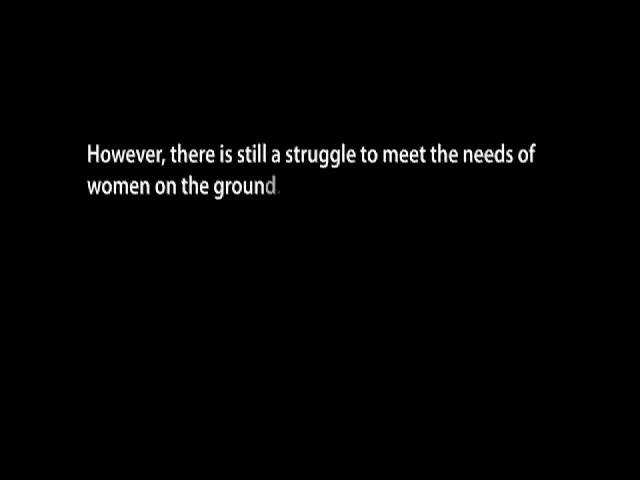 However, there is still a struggle to meet the needs of
women on the ground.